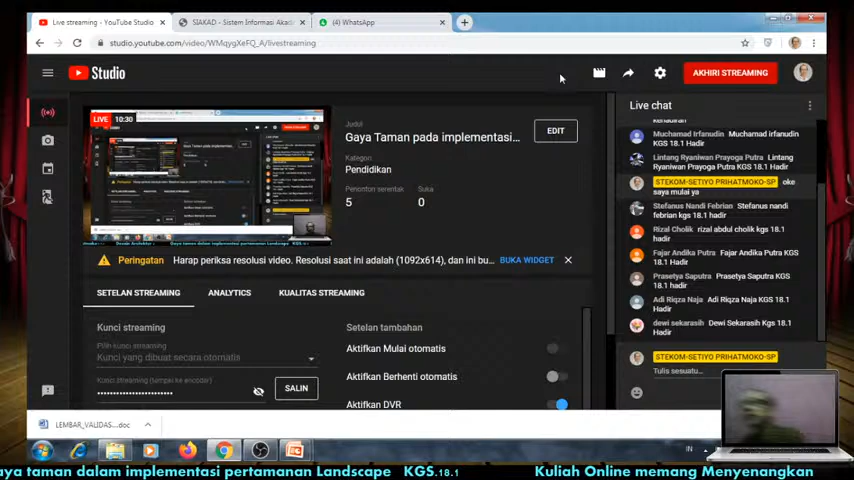 Live streaming - YouTube Studio
SIAKAD - Sistem Informasi Akad
(4) WhatsApp
studio.youtube.com/video/WMqygXeFQ_A/livestreaming
Studio
AKHIRI STREAMING
LIVE 10:30
Judul
Gaya Taman pada implementasi...
EDIT
Kategori
Pendidikan
Penonton serentak
Suka
5
0
Peringatan
Harap periksa resolusi video. Resolusi saat ini adalah (1092x614), dan ini bu...
BUKA WIDGET
SETELAN STREAMING
ANALYTICS
KUALITAS STREAMING
Kunci streaming
Pilih kunci streaming
Kunci yang dibuat secara otomatis
Kunci streaming (tempel ke encoder)
SALIN
Setelan tambahan
Aktifkan Mulai otomatis
Aktifkan Berhenti otomatis
Aktifkan DVR
Live chat
Muchamad Irfanudin Muchamad irfanudin
KGS 18.1 Hadir
Lintang Ryaniwan Prayoga Putra Lintang
Ryaniwan Prayoga Putra KGS 18.1 Hadir
STEKOM-SETIYO PRIHATMOKO-SP oke
saya mulai ya
Stefanus Nandi Febrian Stefanus nandi
febrian kgs 18.1 hadir
Rizal Cholik rizal abdul cholik kgs 18.1
Hadir
Fajar Andika Putra Fajar Andika Putra KGS
18.1 Hadir
Prasetya Saputra Prasetya Saputra KGS
18.1 Hadir
Adi Riqza Naja Adi Riqza Naja KGS 18.1
Hadir
dewi sekarasih Dewi Sekarasih Kgs 18.1
Hadir
STEKOM-SETIYO PRIHATMOKO-SP
Tulis sesuatu...
LEMBAR_VALIDAS....doc
IN
aya taman dalam implementasi pertamanan Landscape KGS.18.1 Kuliah Online memang Menyenangkan